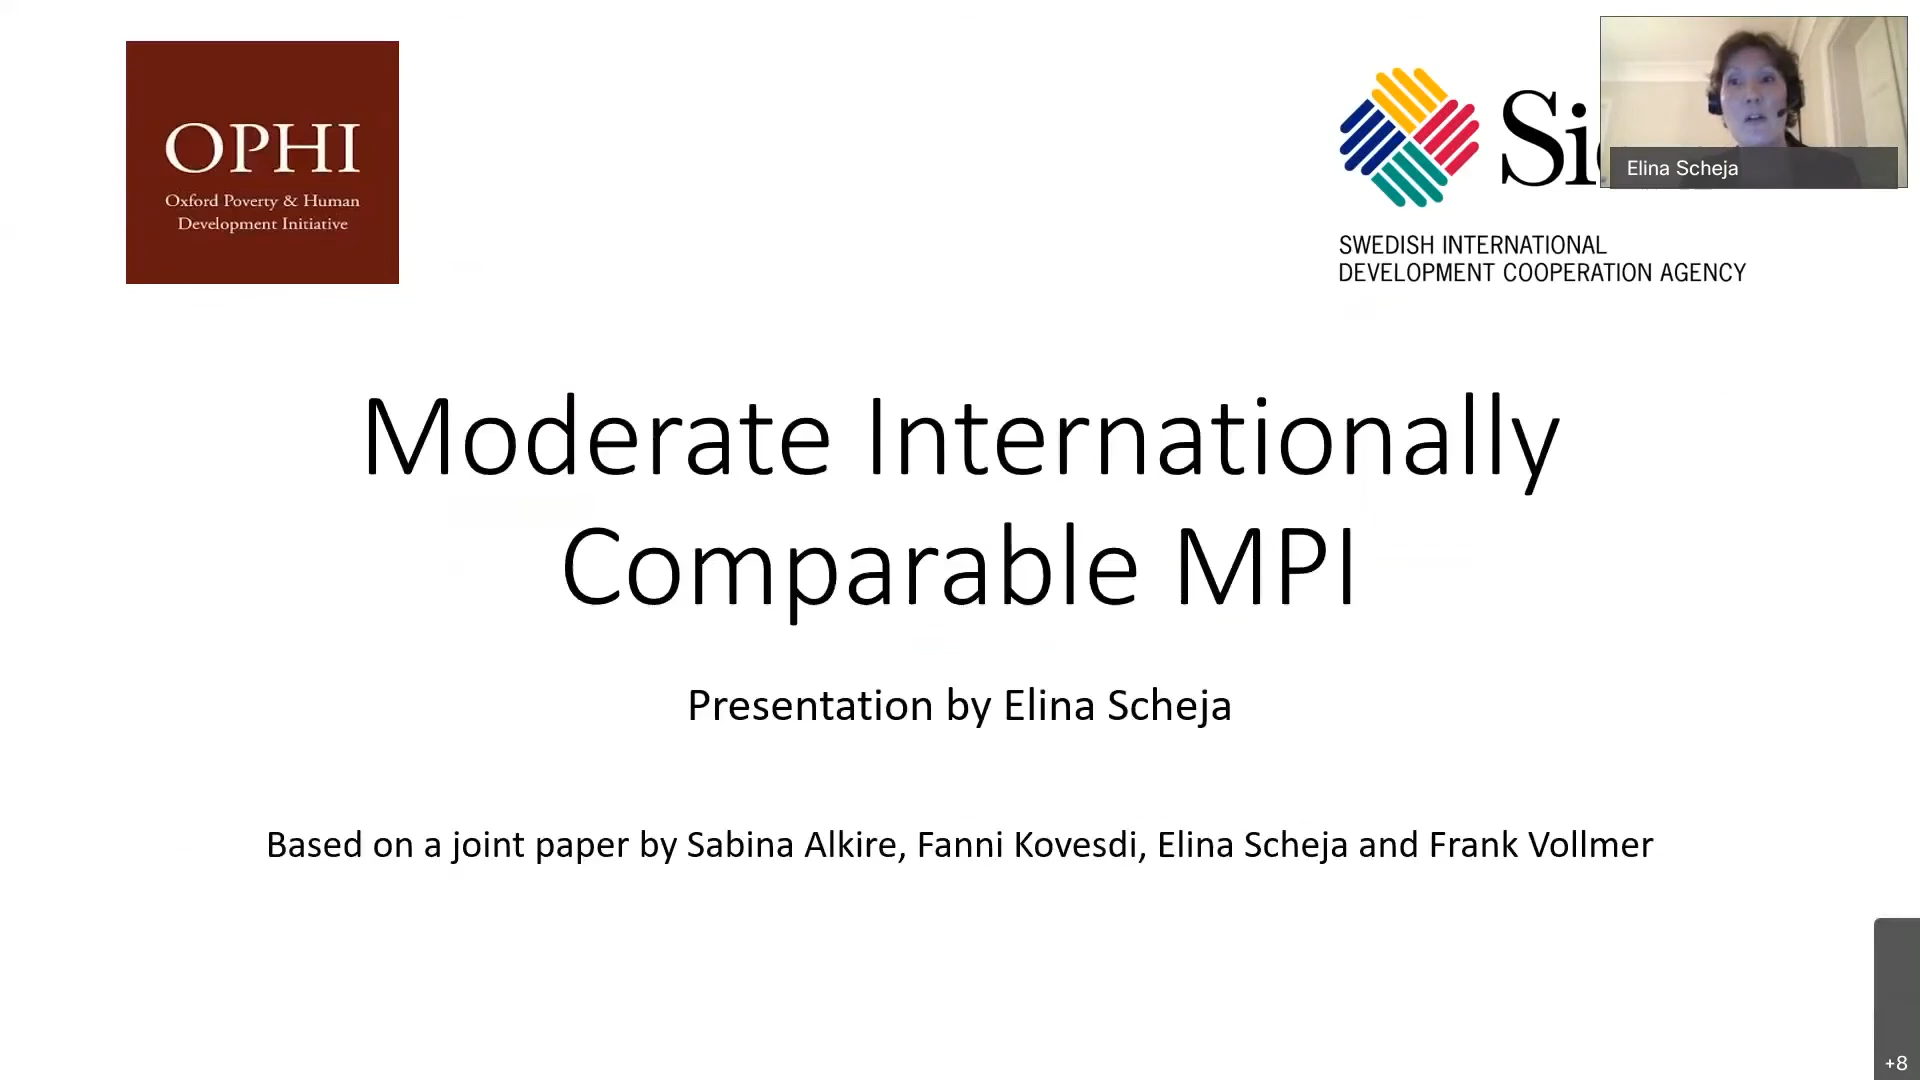 OPHI
Oxford Poverty & Human
Development Initiative
Si
SWEDISH INTERNATIONAL
DEVELOPMENT COOPERATION AGENCY
Elina Scheja
Moderate Internationally
Comparable MPI
Presentation by Elina Scheja
Based on a joint paper by Sabina Alkire, Fanni Kovesdi, Elina Scheja and Frank Vollmer
+8